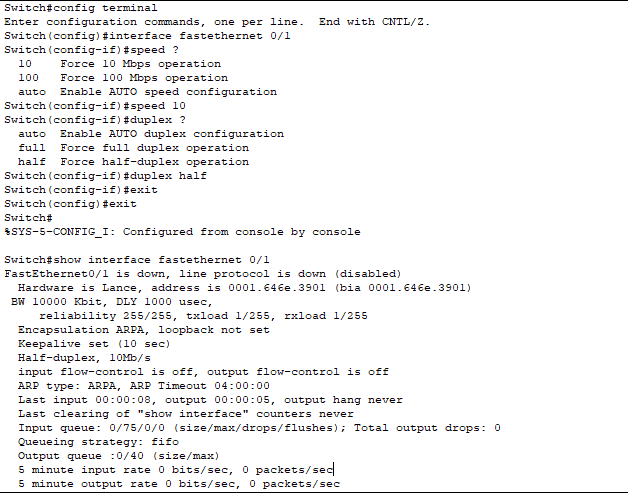 Switch#config terminal
Enter configuration commands, one per line.  End with CNTL/Z.
Switch(config)#interface fastethernet 0/1
Switch(config-if)#speed ?
  10    Force 10 Mbps operation
  100   Force 100 Mbps operation
  auto  Enable AUTO speed configuration
Switch(config-if)#speed 10
Switch(config-if)#duplex ?
  auto  Enable AUTO duplex configuration
  full  Force full duplex operation
  half  Force half-duplex operation
Switch(config-if)#duplex half
Switch(config-if)#exit
Switch(config)#exit
Switch#
%SYS-5-CONFIG_I: Configured from console by console

Switch#show interface fastethernet 0/1
FastEthernet0/1 is down, line protocol is down (disabled)
  Hardware is Lance, address is 0001.646e.3901 (bia 0001.646e.3901)
 BW 10000 Kbit, DLY 1000 usec,
     reliability 255/255, txload 1/255, rxload 1/255
  Encapsulation ARPA, loopback not set
  Keepalive set (10 sec)
  Half-duplex, 10Mb/s
  input flow-control is off, output flow-control is off
  ARP type: ARPA, ARP Timeout 04:00:00
  Last input 00:00:08, output 00:00:05, output hang never
  Last clearing of "show interface" counters never
  Input queue: 0/75/0/0 (size/max/drops/flushes); Total output drops: 0
  Queueing strategy: fifo
  Output queue :0/40 (size/max)
  5 minute input rate 0 bits/sec, 0 packets/sec
  5 minute output rate 0 bits/sec, 0 packets/sec